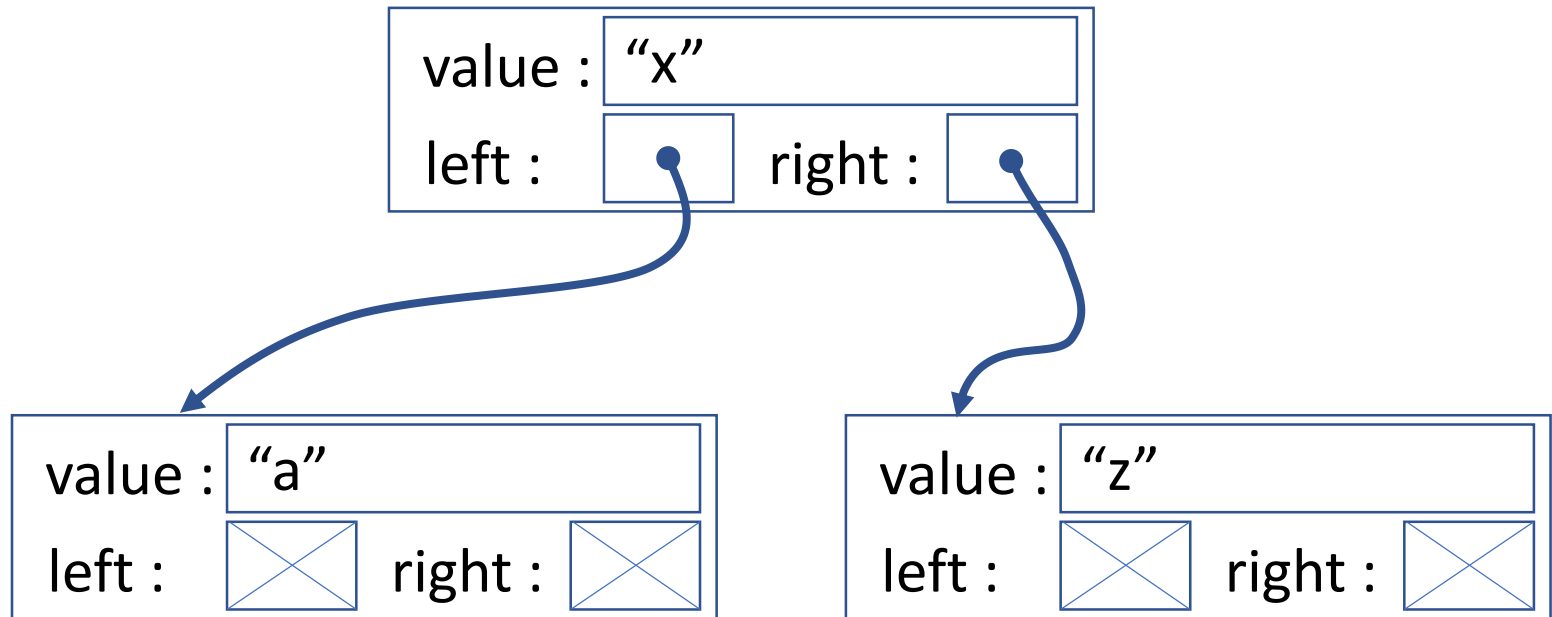 value : “x”
left : right :
value : “a” value : “z”
left : right : left : right :